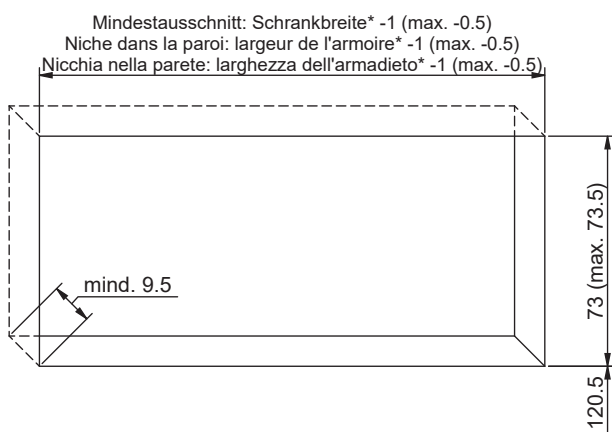 Mindestausschnitt: Schrankbreite* -1 (max. -0.5)
Niche dans la paroi: largeur de l'armoire* -1 (max. -0.5)
Nicchia nella parete: larghezza dell'armadieto* -1 (max. -0.5)
mind. 9.5
73 (max. 73.5)
120.5